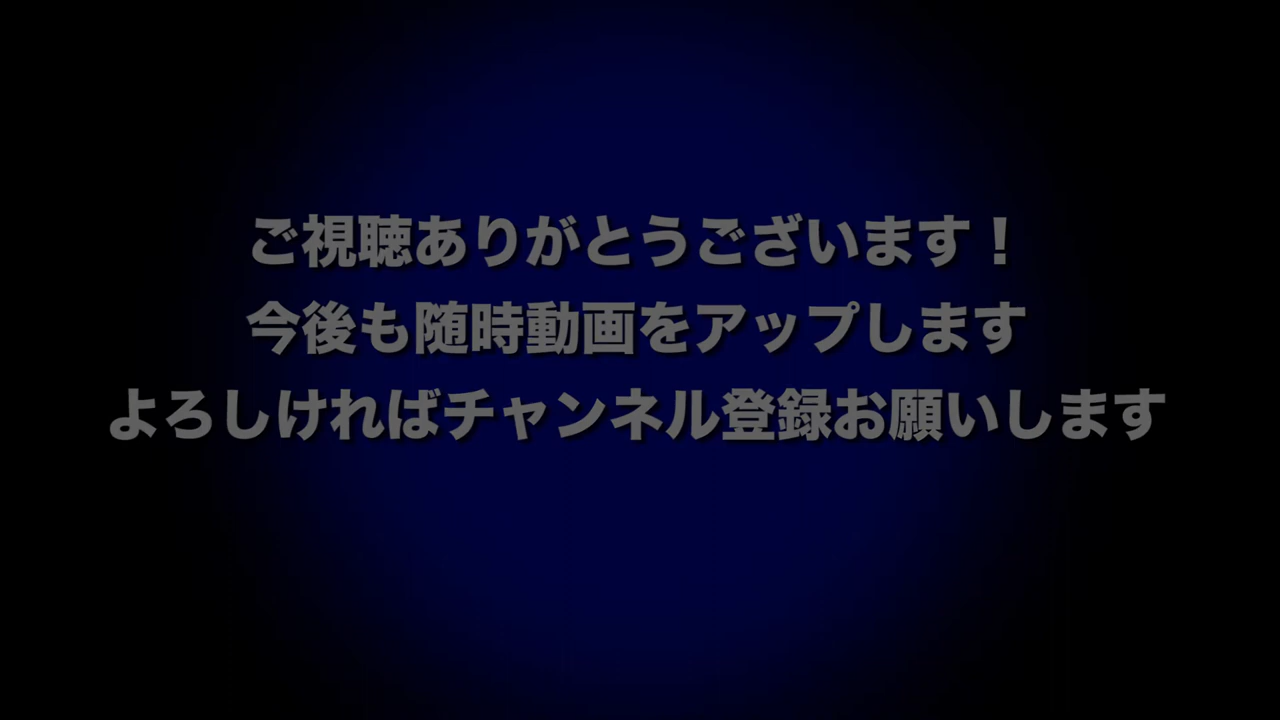 ご視聴ありがとうございます！
今後も随時動画をアップします
よろしければチャンネル登録お願いします